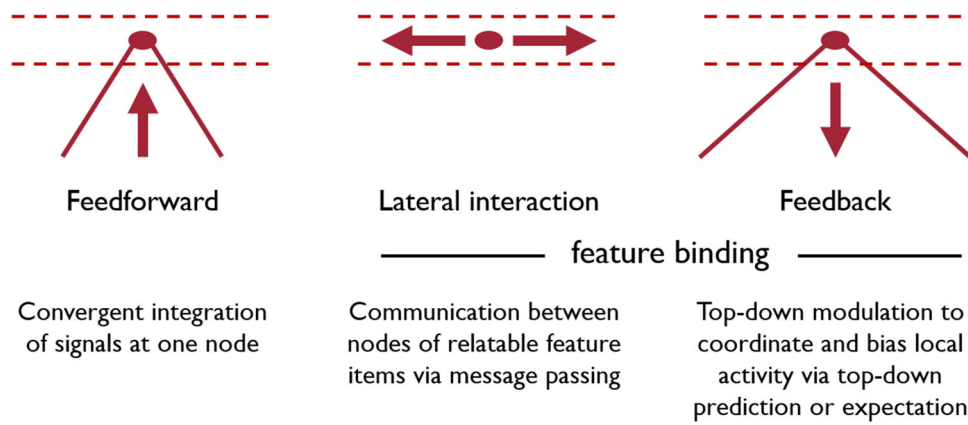 Feedforward
Lateral interaction
Feedback
feature binding
Convergent integration
of signals at one node
Communication between
nodes of relatable feature
items via message passing
Top-down modulation to
coordinate and bias local
activity via top-down
prediction or expectation